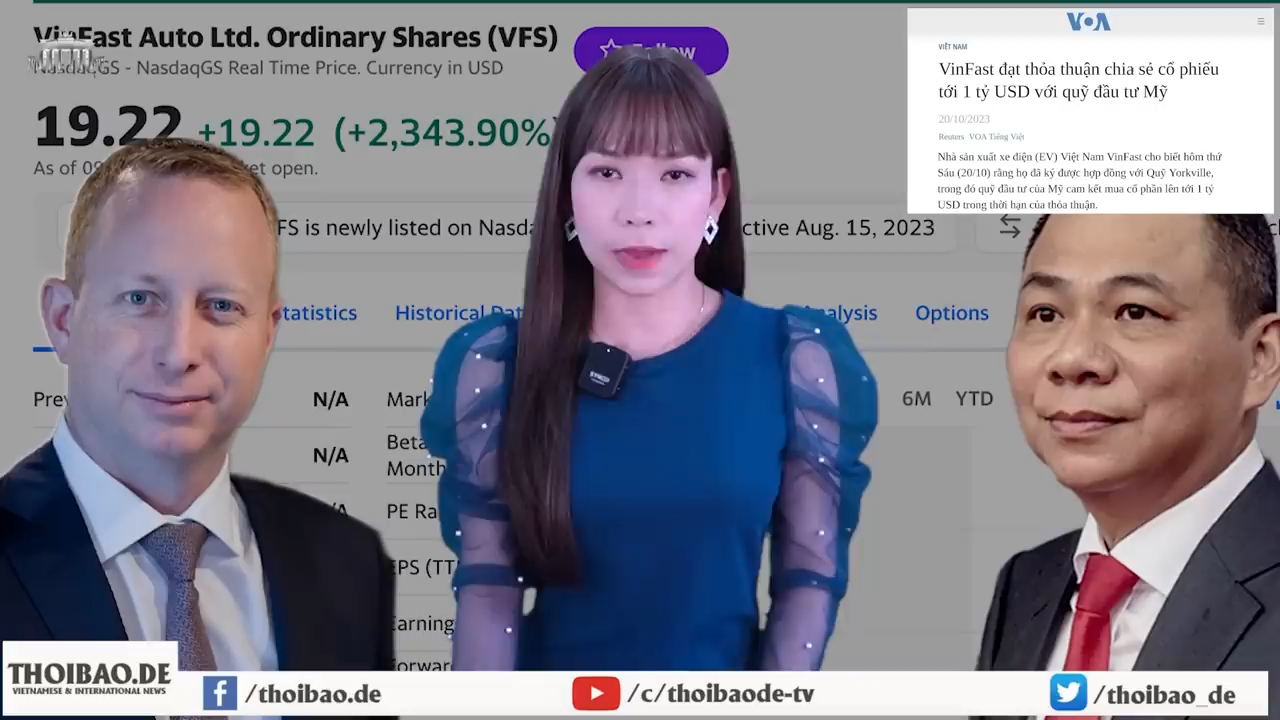 VinFast Auto Ltd. Ordinary Shares (VFS)
Follow
NasdaqGS - NasdaqGS Real Time Price. Currency in USD
19.22 +19.22 (+2,343.90%
As of 09 ket open.
FS is newly listed on Nasda ctive Aug. 15, 2023
tatistics Historical Dat nalysis Options
N/A Mark 6M YTD
N/A Beta
Month
/A PE Ra
EPS (TT
Earning
Forwar
VOA
VIỆT NAM
VinFast đạt thỏa thuận chia sẻ cổ phiếu
tới 1 tỷ USD với quỹ đầu tư Mỹ
20/10/2023
Reuters VOA Tiếng Việt
Nhà sản xuất xe điện (EV) Việt Nam VinFast cho biết hôm thứ
Sáu (20/10) rằng họ đã ký được hợp đồng với Quỹ Yorkville,
trong đó quỹ đầu tư của Mỹ cam kết mua cổ phần lên tới 1 tỷ
USD trong thời hạn của thỏa thuận.
THOIBAO.DE
VIETNAMESE & INTERNATIONAL NEWS
/thoibao.de
/c/thoibaode-tv
/thoibao_de